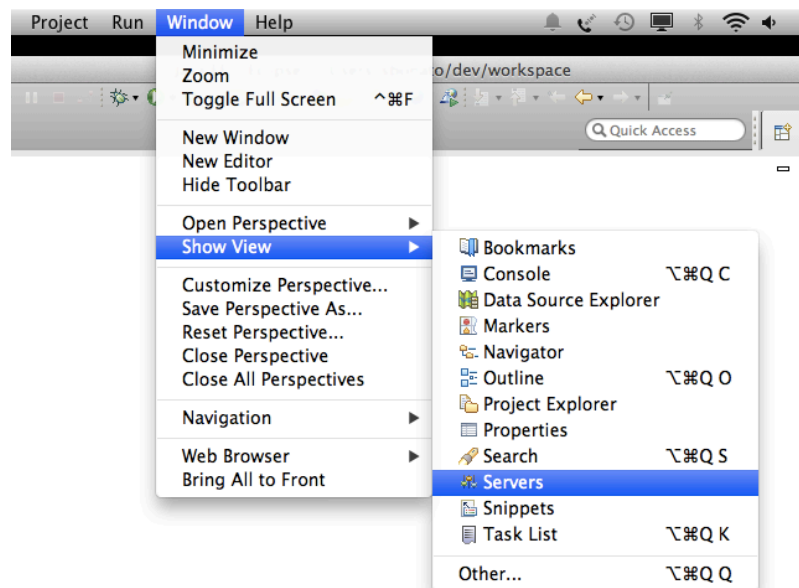 Project Run Window Help
Minimize
Zoom
Toggle Full Screen ^⌘F
to/dev/workspace
Quick Access
New Window
New Editor
Hide Toolbar
Open Perspective
Show View
Customize Perspective...
Save Perspective As...
Reset Perspective...
Close Perspective
Close All Perspectives
Navigation
Web Browser
Bring All to Front
Bookmarks
Console ⌥⌘Q C
Data Source Explorer
Markers
Navigator
Outline ⌥⌘Q O
Project Explorer
Properties
Search ⌥⌘Q S
Servers
Snippets
Task List ⌥⌘Q K
Other... ⌥⌘Q Q